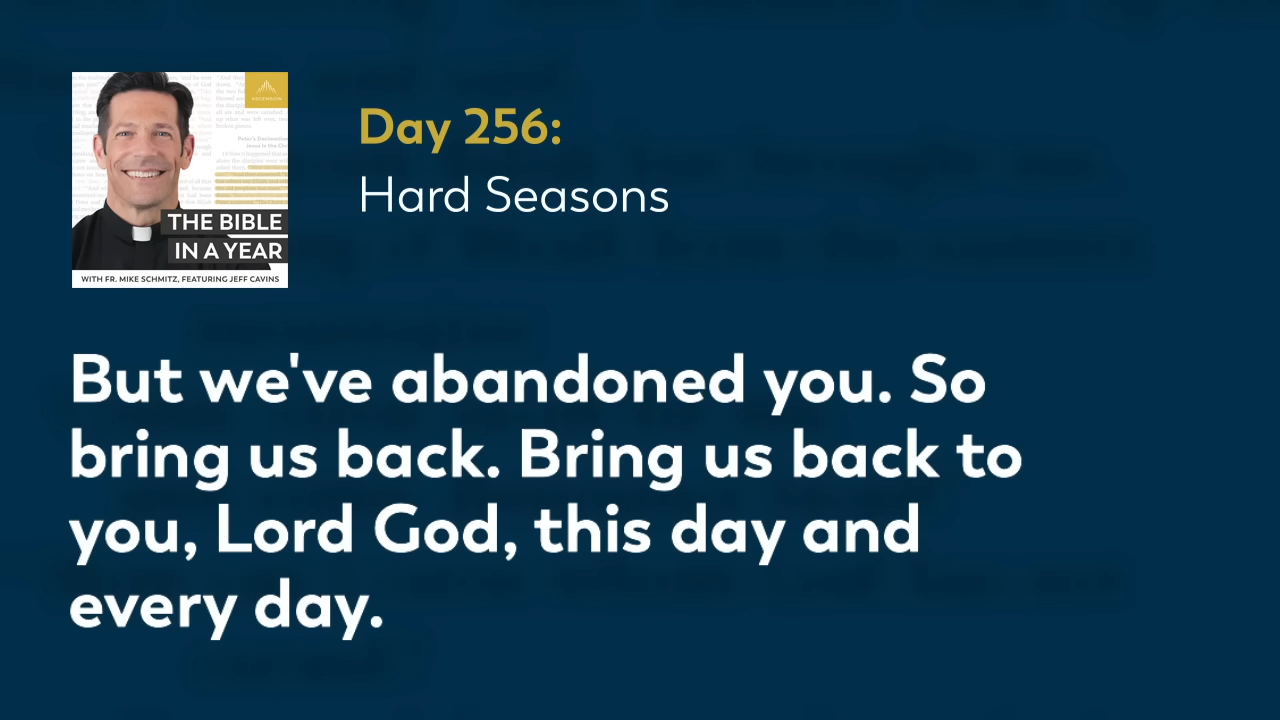 ASCENSION
THE BIBLE
IN A YEAR
WITH FR. MIKE SCHMITZ, FEATURING JEFF CAVINS
Day 256:
Hard Seasons
But we've abandoned you. So
bring us back. Bring us back to
you, Lord God, this day and
every day.